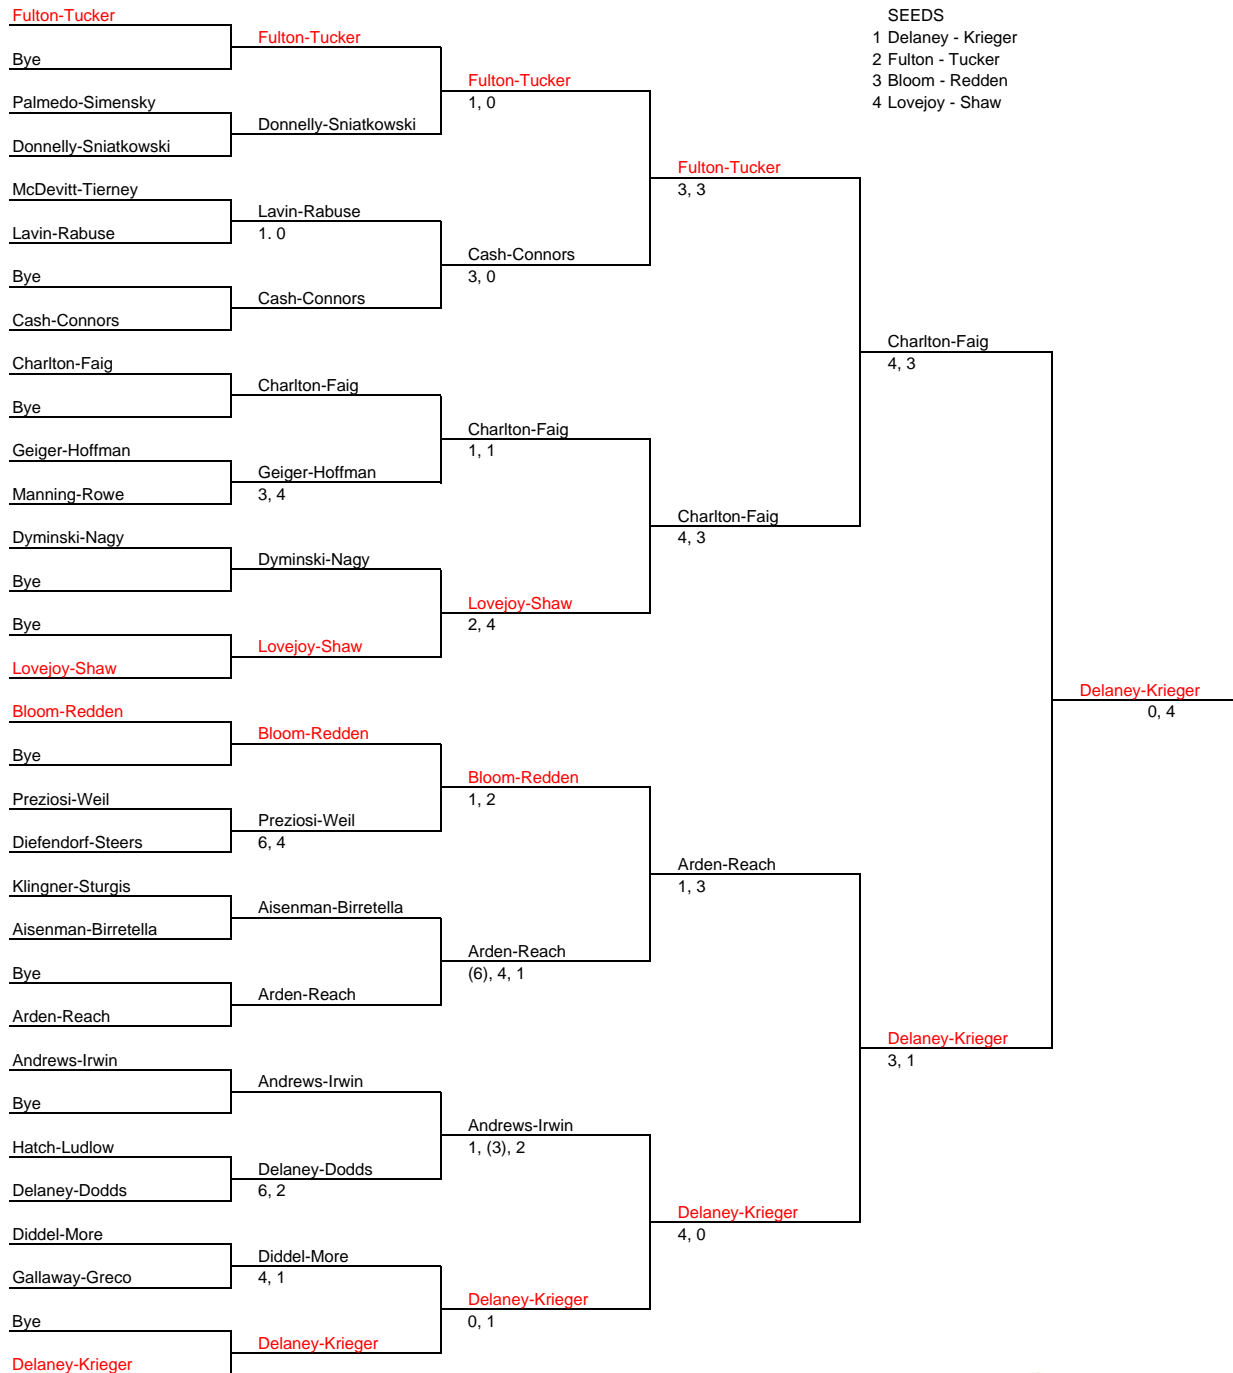 Fulton-Tucker
Bye
Palmedo-Simensky
Donnelly-Sniatkowski
McDevitt-Tierney
Lavin-Rabuse
Bye
Cash-Connors
Charlton-Faig
Bye
Geiger-Hoffman
Manning-Rowe
Dyminski-Nagy
Bye
Bye
Lovejoy-Shaw
Bloom-Redden
Bye
Preziosi-Weil
Diefendorf-Steers
Klingner-Sturgis
Aisenman-Birretella
Bye
Arden-Reach
Andrews-Irwin
Bye
Hatch-Ludlow
Delaney-Dodds
Diddel-More
Gallaway-Greco
Bye
Delaney-Krieger
Fulton-Tucker
Donnelly-Sniatkowski
Lavin-Rabuse
1. 0
Cash-Connors
Charlton-Faig
Geiger-Hoffman
3, 4
Dyminski-Nagy
Lovejoy-Shaw
Bloom-Redden
Preziosi-Weil
6, 4
Aisenman-Birretella
Arden-Reach
Andrews-Irwin
Delaney-Dodds
6, 2
Diddel-More
4, 1
Delaney-Krieger
Fulton-Tucker
1, 0
Cash-Connors
3, 0
Charlton-Faig
1, 1
Lovejoy-Shaw
2, 4
Bloom-Redden
1, 2
Arden-Reach
(6), 4, 1
Andrews-Irwin
1, (3), 2
Delaney-Krieger
0, 1
Fulton-Tucker
3, 3
Charlton-Faig
4, 3
Arden-Reach
1, 3
Delaney-Krieger
4, 0
SEEDS
1 Delaney - Krieger
2 Fulton - Tucker
3 Bloom - Redden
4 Lovejoy - Shaw
Charlton-Faig
4, 3
Delaney-Krieger
3, 1
Delaney-Krieger
0, 4